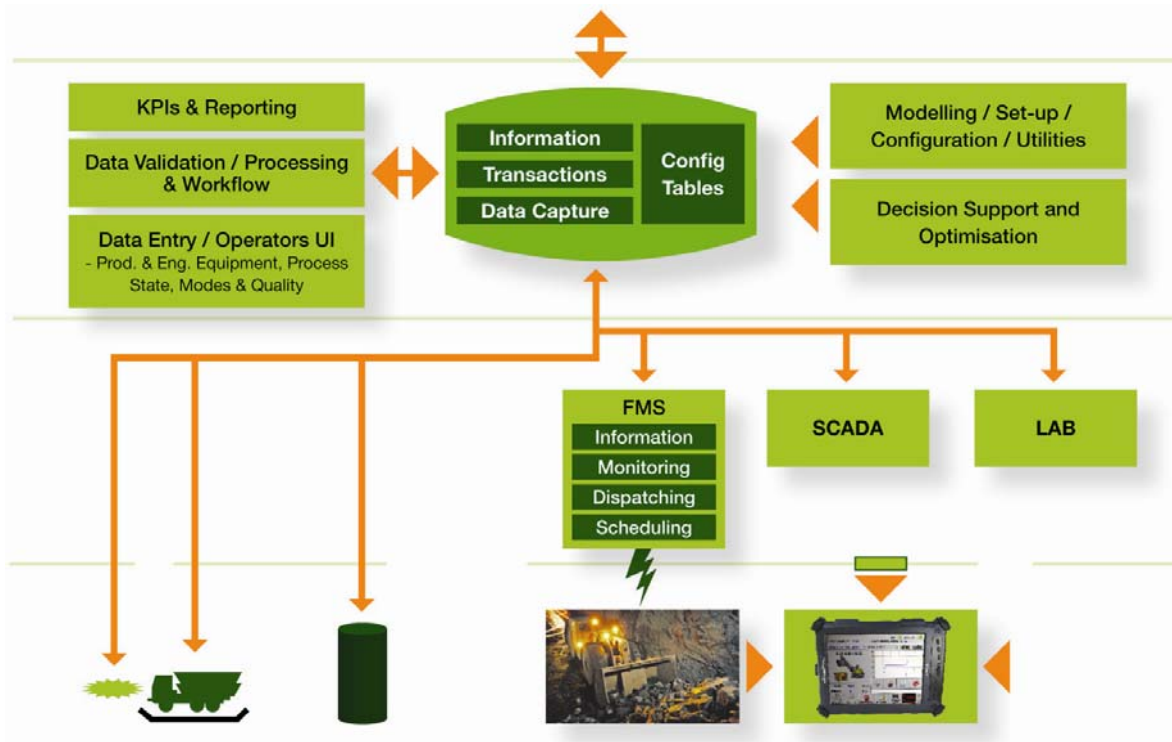 KPIs & Reporting
Data Validation / Processing
& Workflow
Data Entry / Operators UI
- Prod. & Eng. Equipment, Process
State, Modes & Quality
Information
Transactions
Data Capture
Config
Tables
Modelling / Set-up /
Configuration / Utilities
Decision Support and
Optimisation
FMS
Information
Monitoring
Dispatching
Scheduling
SCADA
LAB